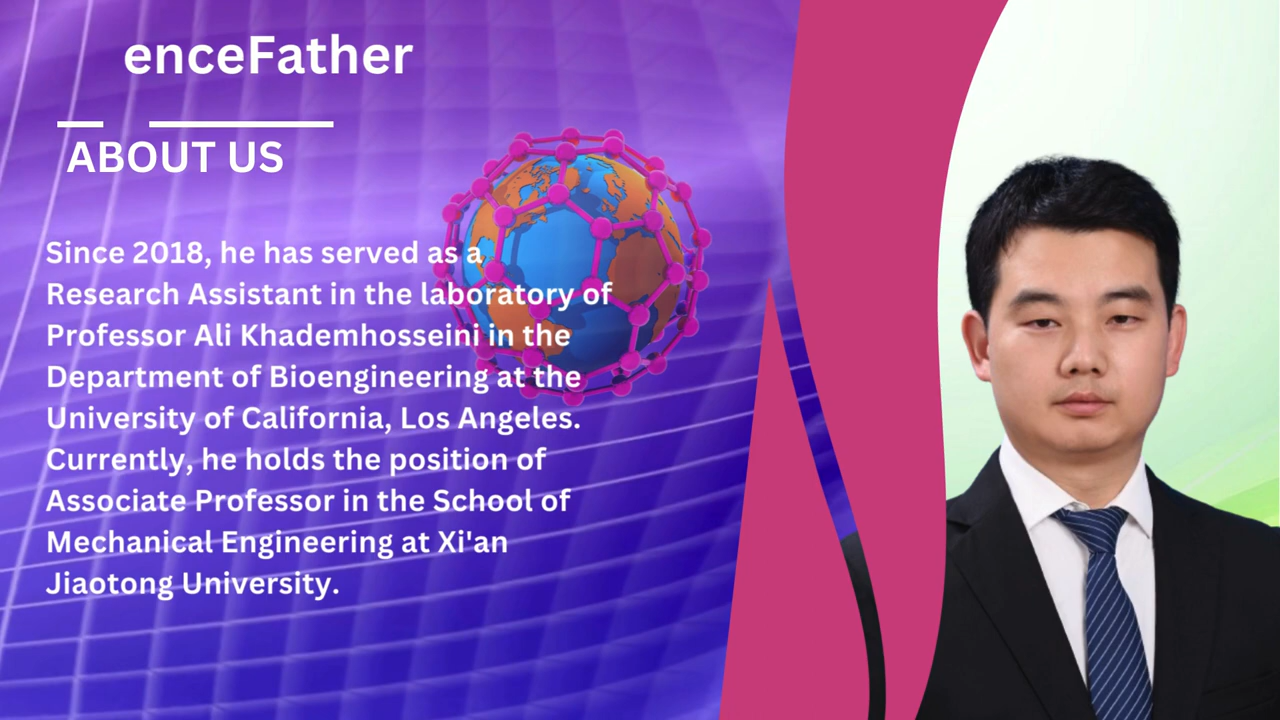 enceFather
ABOUT US
Since 2018, he has served as a
Research Assistant in the laboratory of
Professor Ali Khademhosseini in the
Department of Bioengineering at the
University of California, Los Angeles.
Currently, he holds the position of
Associate Professor in the School of
Mechanical Engineering at Xi'an
Jiaotong University.